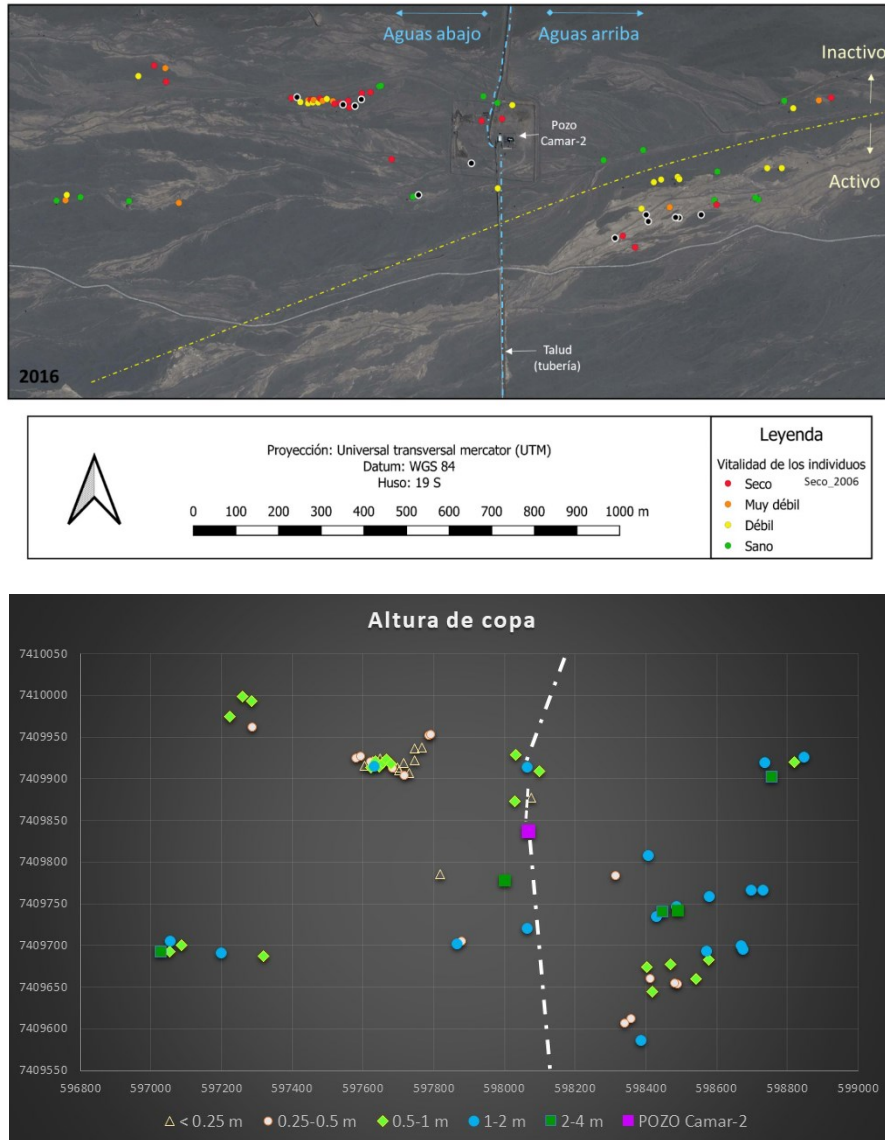 Aguas abajo
Aguas arriba
Inactivo
Pozo
Camar-2
Activo
2016
Talud
(tubería)
Proyección: Universal transversal mercator (UTM)
Datum: WGS 84
Huso: 19 S
0 100 200 300 400 500 600 700 800 900 1000 m
Leyenda
Vitalidad de los individuos
Seco
Seco_2006
Muy débil
Débil
Sano
Altura de copa
7410050
7410000
7409950
7409900
7409850
7409800
7409750
7409700
7409650
7409600
7409550
596800 597000 597200 597400 597600 597800 598000 598200 598400 598600 598800 599000
< 0.25 m 0.25-0.5 m 0.5-1 m 1-2 m 2-4 m POZO Camar-2